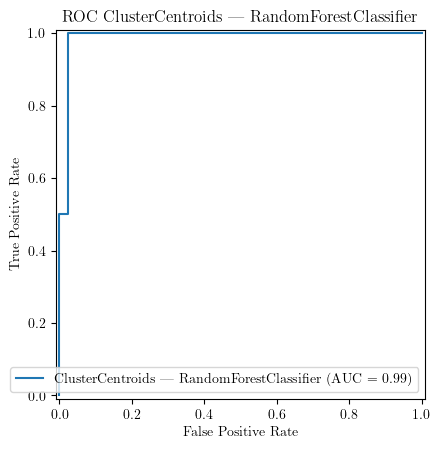 ROC ClusterCentroids — RandomForestClassifier
1.0
0.8
0.6
0.4
0.2
0.0
True Positive Rate
ClusterCentroids — RandomForestClassifier (AUC = 0.99)
0.0 0.2 0.4 0.6 0.8 1.0
False Positive Rate